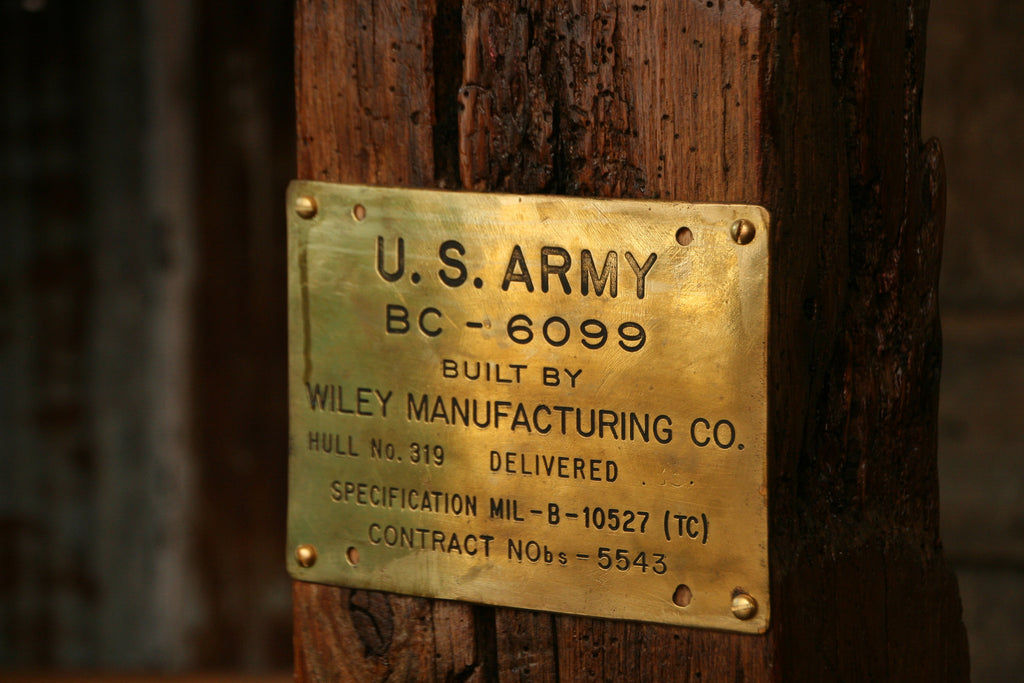 U. S. ARMY
BC - 6099
BUILT BY
WILEY MANUFACTURING CO.
HULL No. 319 DELIVERED
SPECIFICATION MIL-B-10527 (TC)
CONTRACT NObs-5543